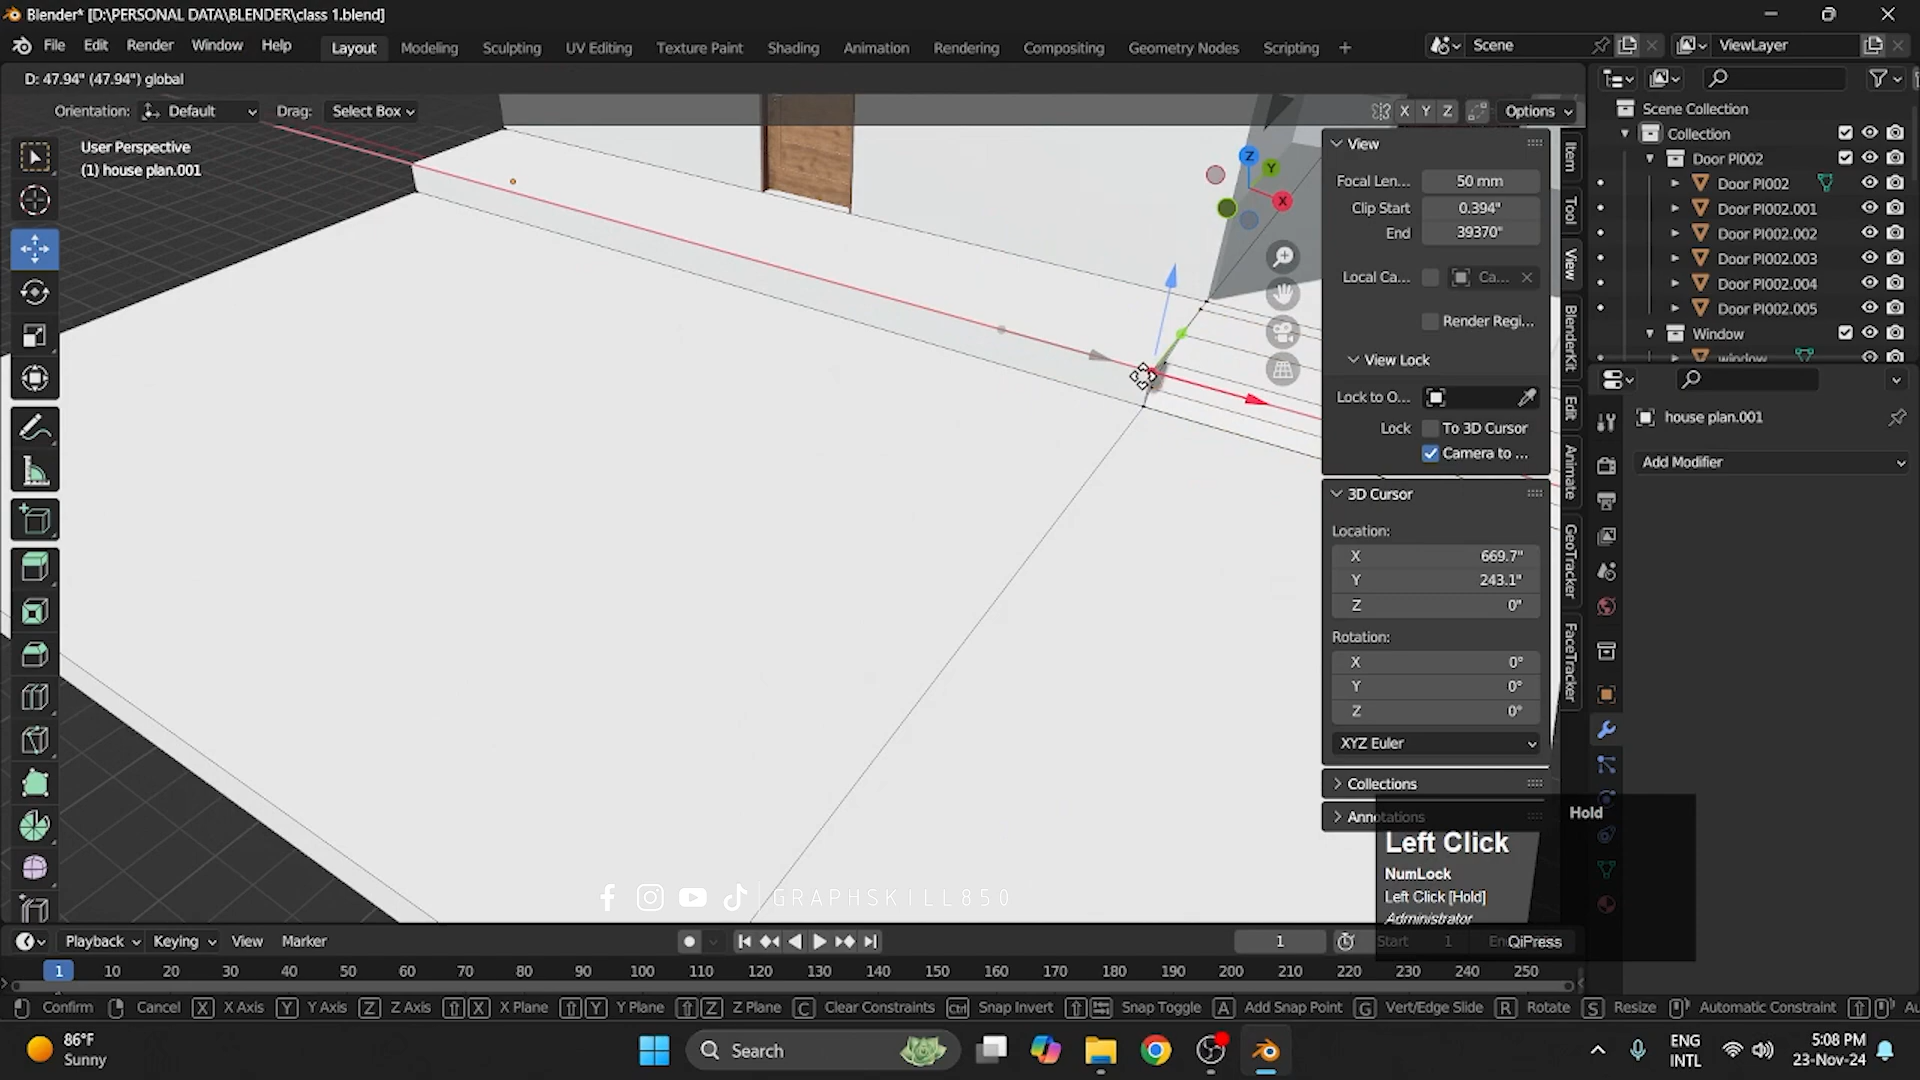 Blender* [D:\PERSONAL DATA\BLENDER\class 1.blend]
File Edit Render Window Help Layout Modeling Sculpting UV Editing Texture Paint Shading Animation Rendering Compositing Geometry Nodes Scripting + Scene ViewLayer
D: 47.94" (47.94") global
Orientation: Default Drag: Select Box X Y Z Options
User Perspective
(1) house plan.001
Z Y X
View
Focal Len... 50 mm
Clip Start 0.394"
End 39370"
Local Ca... Ca...
Render Regi...
View Lock
Lock to O...
Lock To 3D Cursor
Camera to ...
3D Cursor
Location:
X 669.7"
Y 243.1"
Z 0"
Rotation:
X 0°
Y 0°
Z 0°
XYZ Euler
Collections
Annotations
Item
Tool
View
BlenderKit
Edit
Animate
GeoTracker
FaceTracker
Scene Collection
Collection
Door Pl002
Door Pl002
Door Pl002.001
Door Pl002.002
Door Pl002.003
Door Pl002.004
Door Pl002.005
Window
window
house plan.001
Add Modifier
Hold
Left Click
NumLock
Left Click [Hold]
Administrator
QiPress
GRAPHSKILL850
Playback Keying View Marker 1 Start 1
1 10 20 30 40 50 60 70 80 90 100 110 120 130 140 150 160 170 180 190 200 210 220 230 240 250
Confirm Cancel X X Axis Y Y Axis Z Z Axis X X Plane Y Y Plane Z Z Plane C Clear Constraints Ctrl Snap Invert Snap Toggle A Add Snap Point G Vert/Edge Slide R Rotate S Resize Automatic Constraint
86°F
Sunny
Search
ENG
INTL
5:08 PM
23-Nov-24